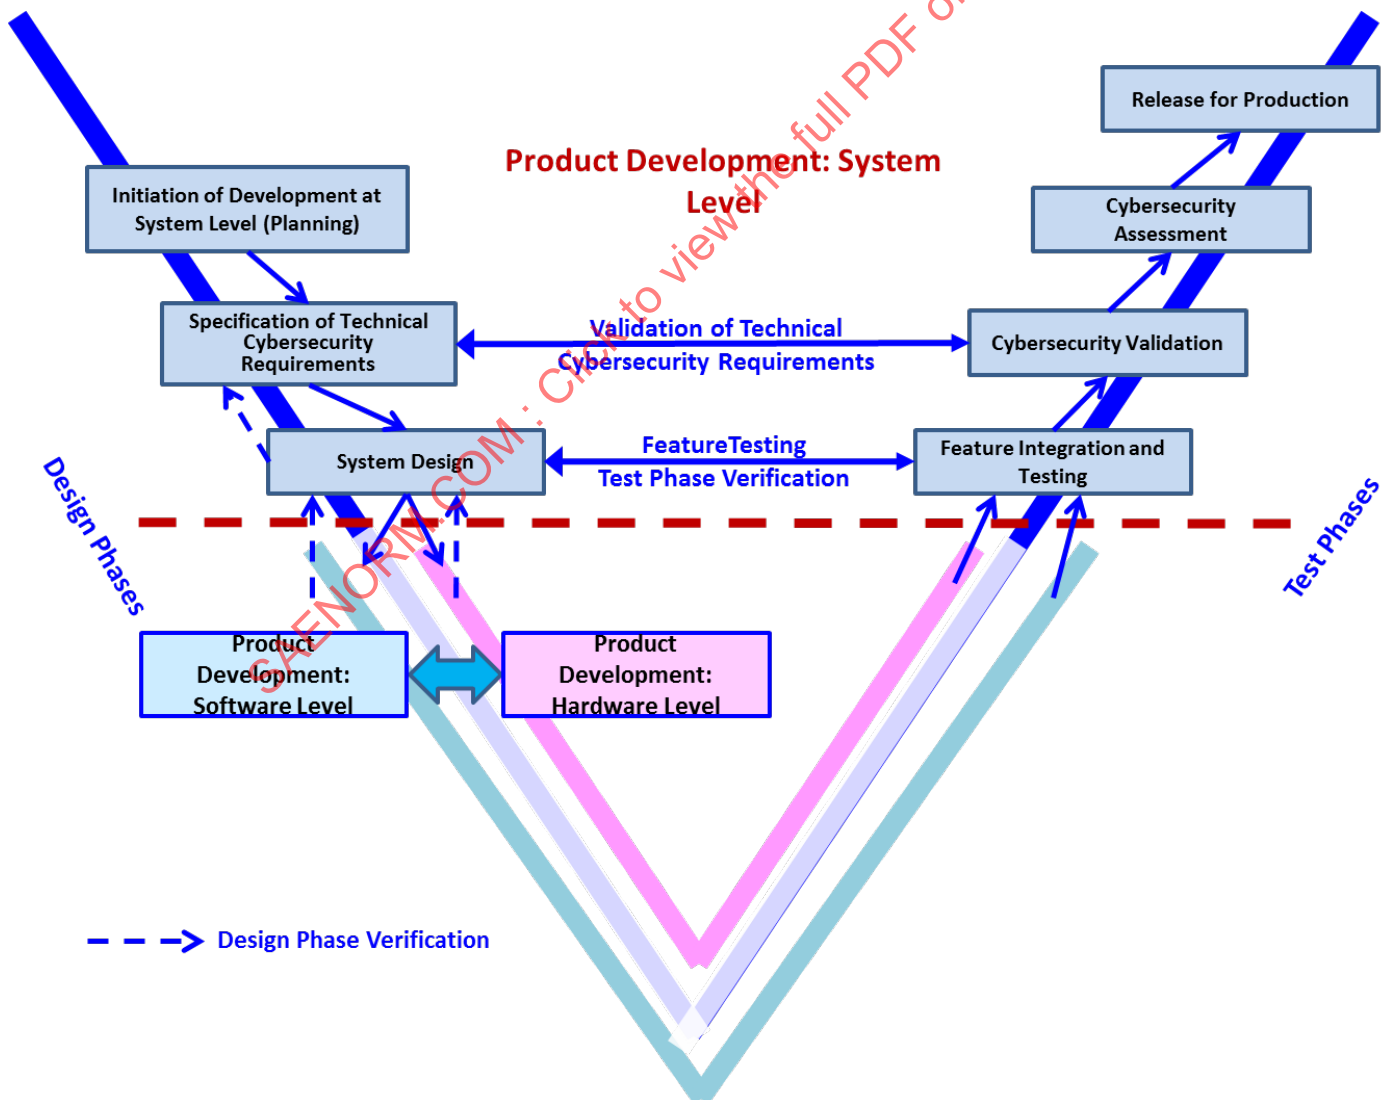 Release for Production
Product Development: System
Level
Initiation of Development at
System Level (Planning)
Cybersecurity
Assessment
Specification of Technical
Cybersecurity
Requirements
Validation of Technical
Cybersecurity Requirements
Cybersecurity Validation
System Design
FeatureTesting
Test Phase Verification
Feature Integration and
Testing
Design Phases
Test Phases
Product
Development:
Software Level
Product
Development:
Hardware Level
Design Phase Verification
SAENORM.COM : Click to view the full PDF of